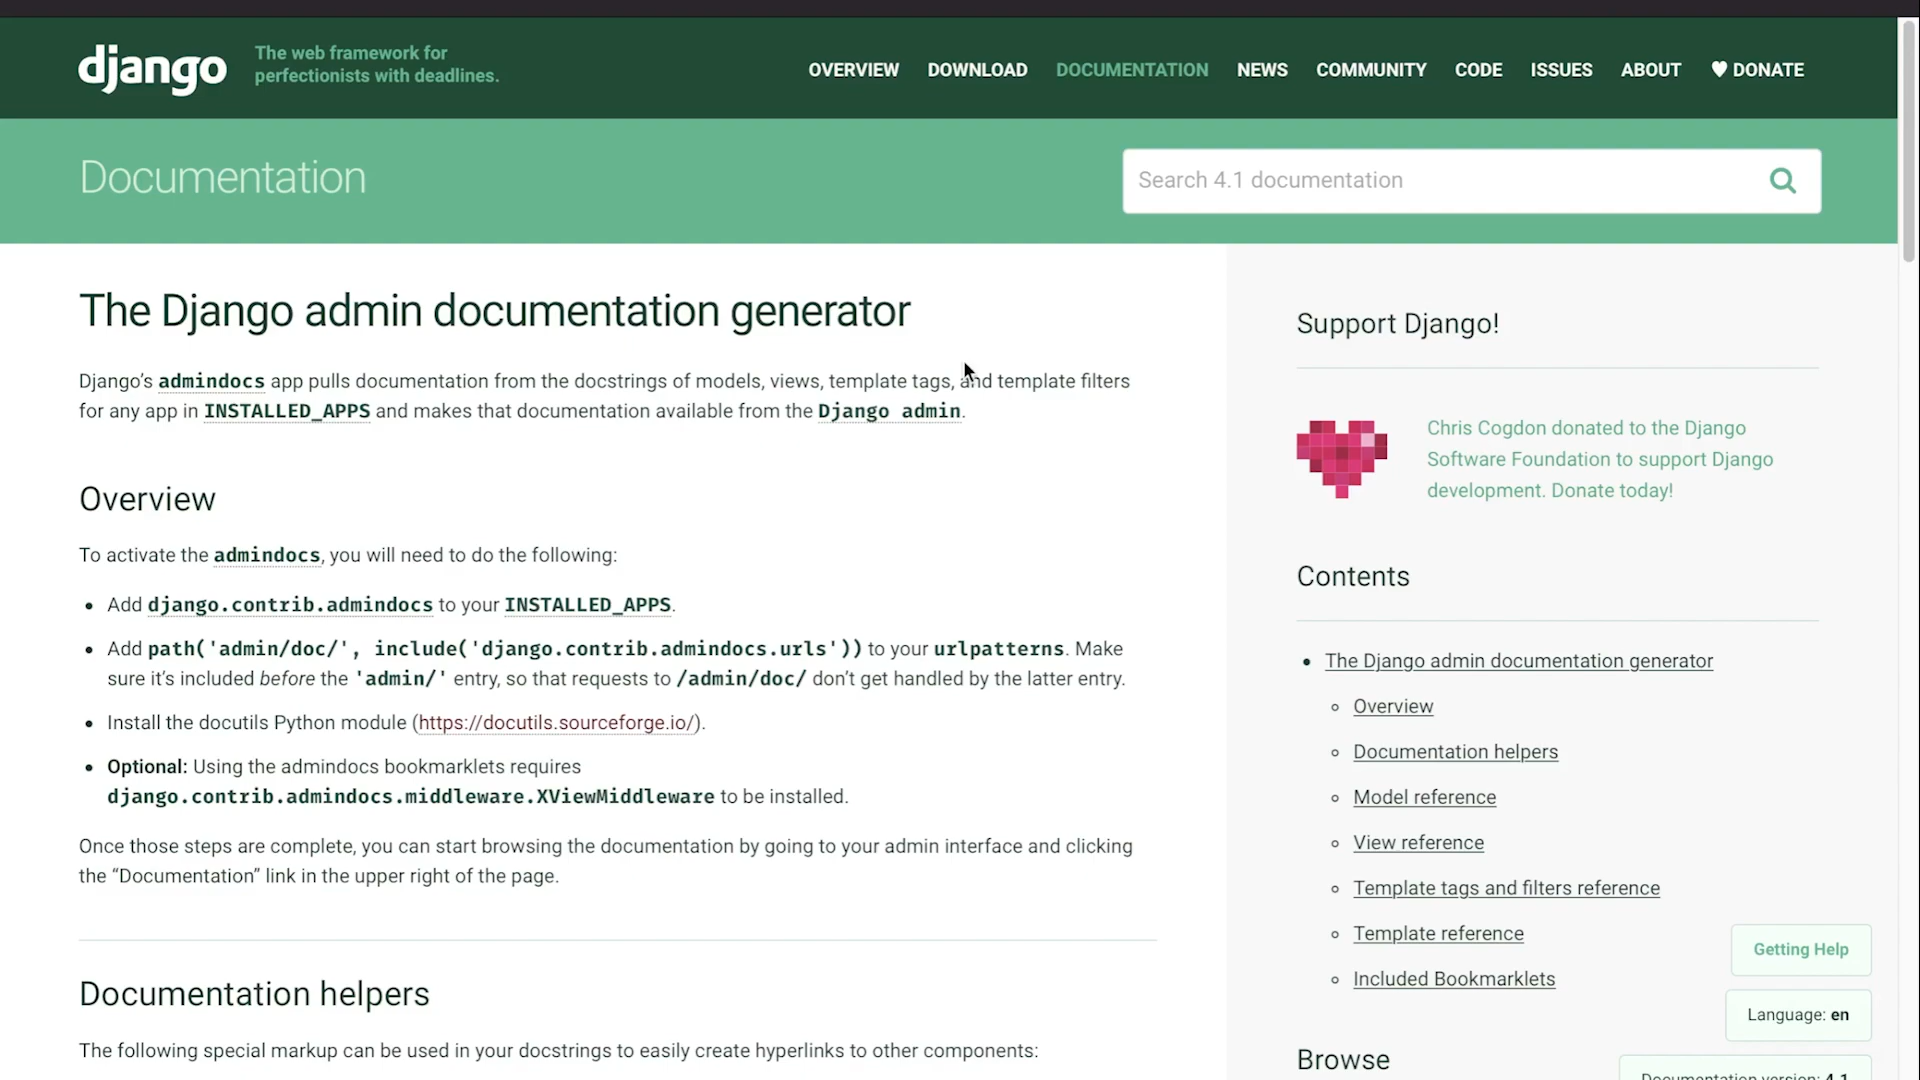 django
The web framework for
perfectionists with deadlines.
OVERVIEW DOWNLOAD DOCUMENTATION NEWS COMMUNITY CODE ISSUES ABOUT DONATE
Documentation
Search 4.1 documentation
The Django admin documentation generator
Django’s admindocs app pulls documentation from the docstrings of models, views, template tags, and template filters
for any app in INSTALLED_APPS and makes that documentation available from the Django admin.
Overview
To activate the admindocs, you will need to do the following:
• Add django.contrib.admindocs to your INSTALLED_APPS.
• Add path('admin/doc/', include('django.contrib.admindocs.urls')) to your urlpatterns. Make
sure it’s included before the 'admin/' entry, so that requests to /admin/doc/ don’t get handled by the latter entry.
• Install the docutils Python module (https://docutils.sourceforge.io/).
• Optional: Using the admindocs bookmarklets requires
django.contrib.admindocs.middleware.XViewMiddleware to be installed.
Once those steps are complete, you can start browsing the documentation by going to your admin interface and clicking
the “Documentation” link in the upper right of the page.
Documentation helpers
The following special markup can be used in your docstrings to easily create hyperlinks to other components:
Support Django!
Chris Cogdon donated to the Django
Software Foundation to support Django
development. Donate today!
Contents
• The Django admin documentation generator
◦ Overview
◦ Documentation helpers
◦ Model reference
◦ View reference
◦ Template tags and filters reference
◦ Template reference
◦ Included Bookmarklets
Browse
Getting Help
Language: en
Documentation version: 4.1